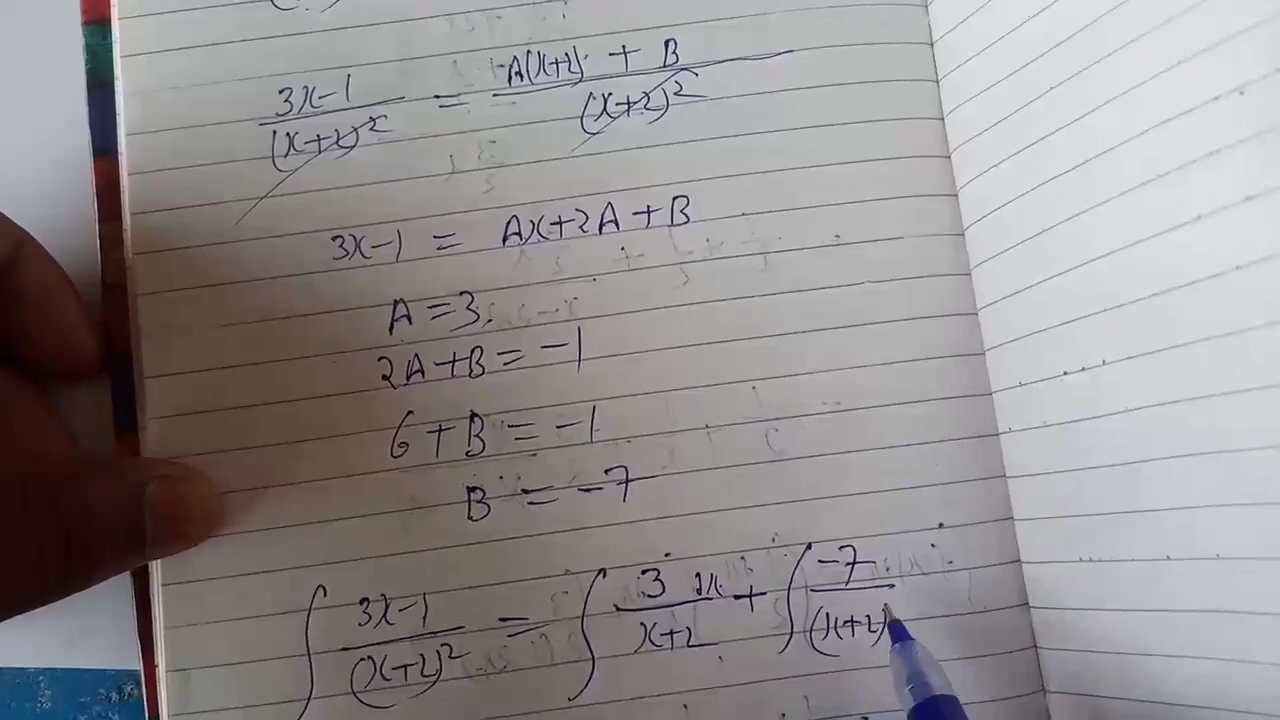 3x-1/(x+2)² = A(x+2) + B/(x+2)²
3x-1 = Ax+2A+B
A=3,
2A+B=-1
6+B=-1
B=-7
∫ 3x-1/(x+2)² = ∫ 3 dx/x+2 + ∫ -7/(x+2)